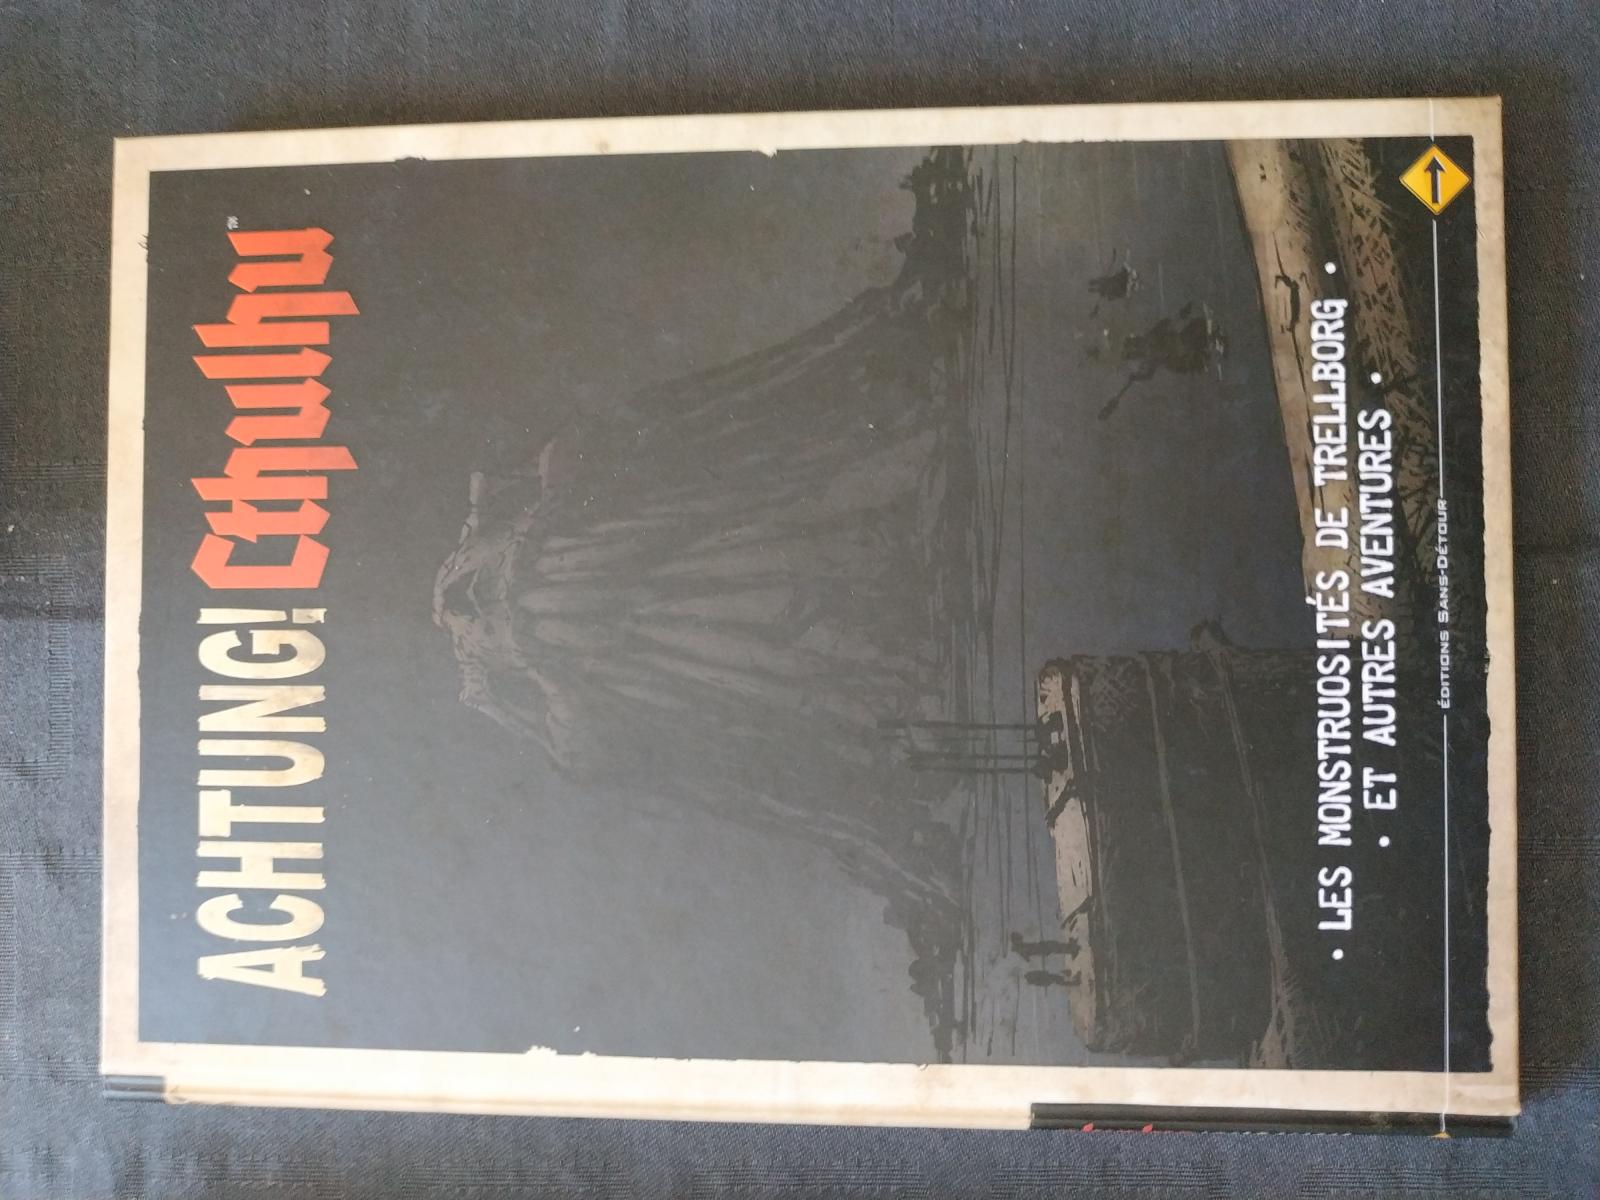 ACHTUNG! Cthulhu™
• LES MONSTRUOSITÉS DE TRELLBORG •
• ET AUTRES AVENTURES •
ÉDITIONS SANS-DÉTOUR